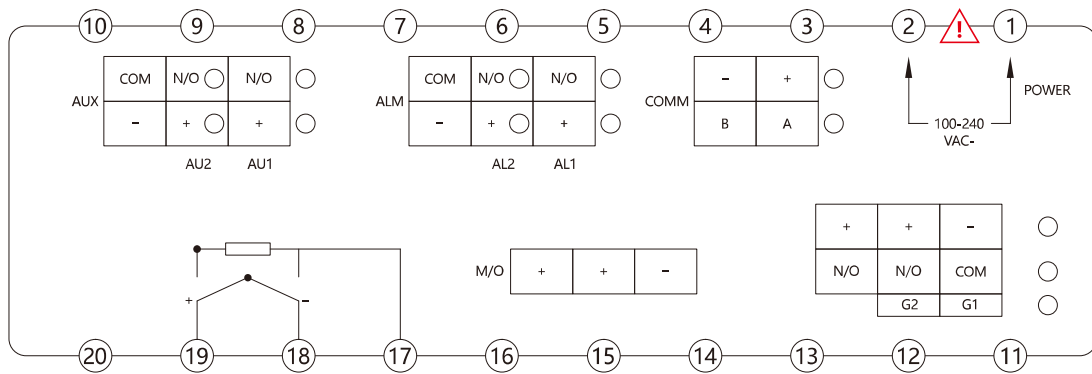 10 9 8 7 6 5 4 3 2 ! 1
AUX
COM N/O N/O
- + +
AU2 AU1
ALM
COM N/O N/O
- + +
AL2 AL1
COMM
- +
B A
POWER
100-240
VAC-
+ -
M/O + + -
+ + -
N/O N/O COM
G2 G1
20 19 18 17 16 15 14 13 12 11